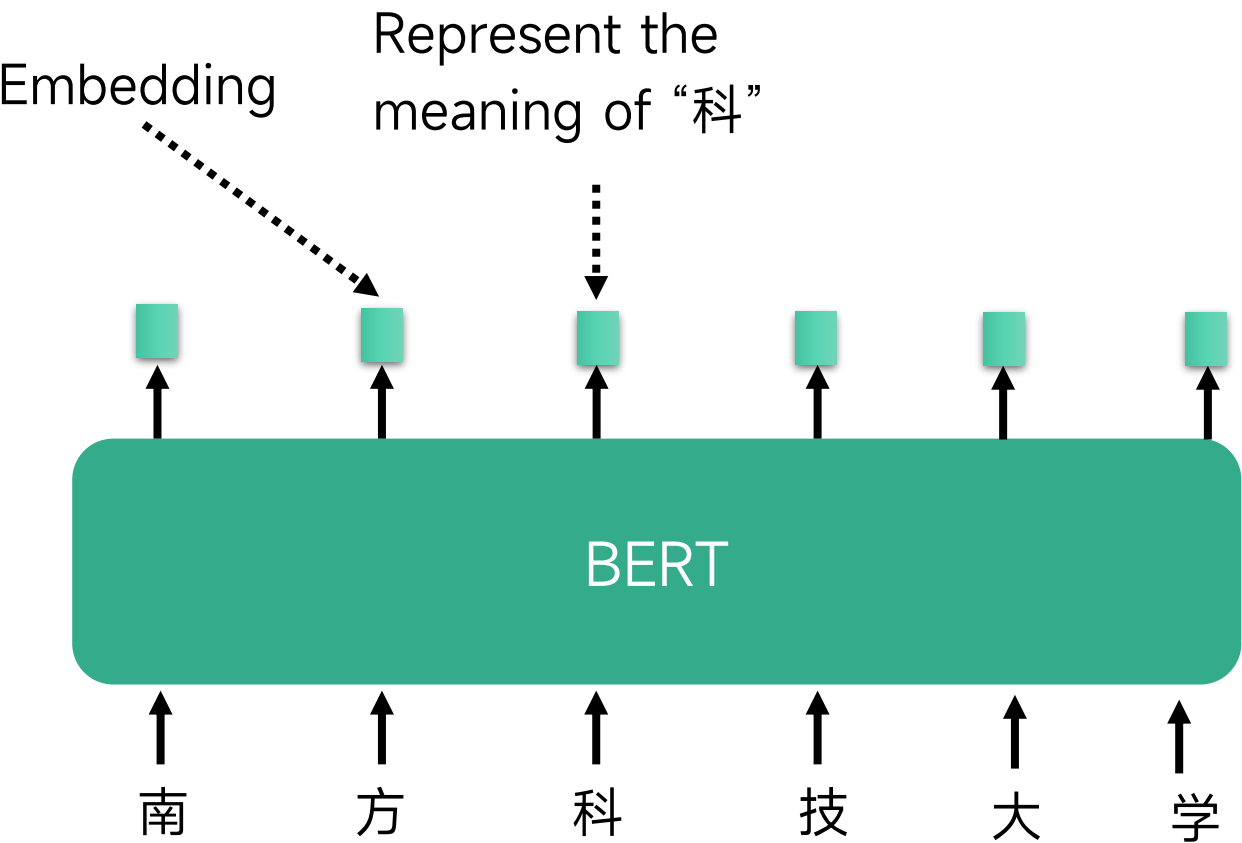 Embedding
Represent the
meaning of “科”
BERT
南 方 科 技 大 学